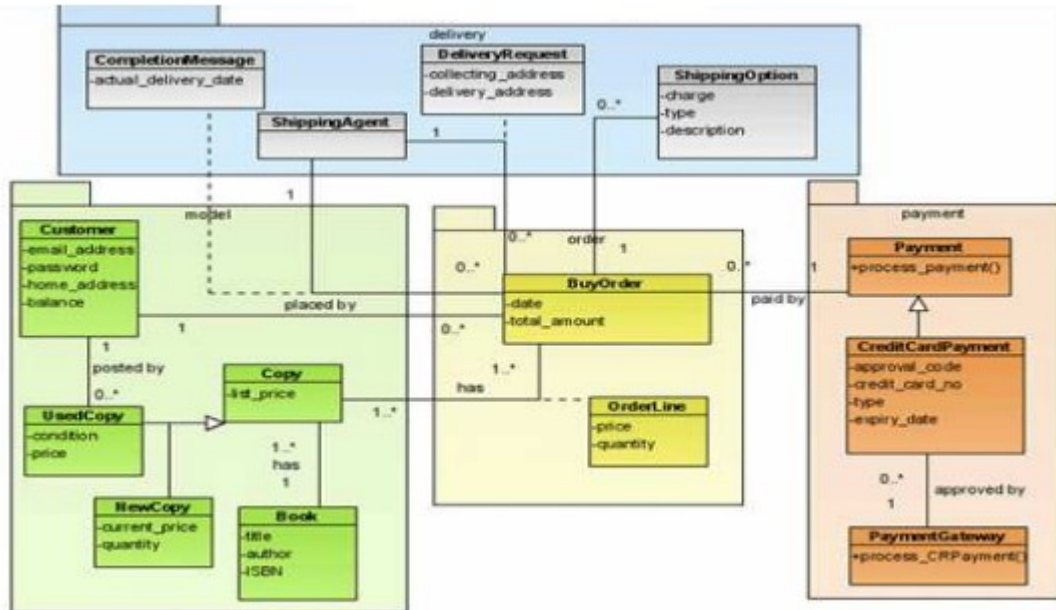 delivery
CompletionMessage
-actual_delivery_date
DeliveryRequest
-collecting_address
-delivery_address
ShippingOption
-charge
-type
-description
0..*
ShippingAgent
1
1
model
Customer
-email_address
-password
-home_address
-balance
order
0..*
1
0..*
0..*
BuyOrder
-date
-total_amount
placed by
1
0..*
payment
Payment
+process_payment()
1
paid by
1
posted by
0..*
Copy
-list_price
1..*
has
1..*
UsedCopy
-condition
-price
OrderLine
-price
-quantity
CreditCardPayment
-approval_code
-credit_card_no
-type
-expiry_date
1..*
has
1
NewCopy
-current_price
-quantity
Book
-title
-author
-ISBN
0..*
1
approved by
PaymentGateway
+process_CRPayment()